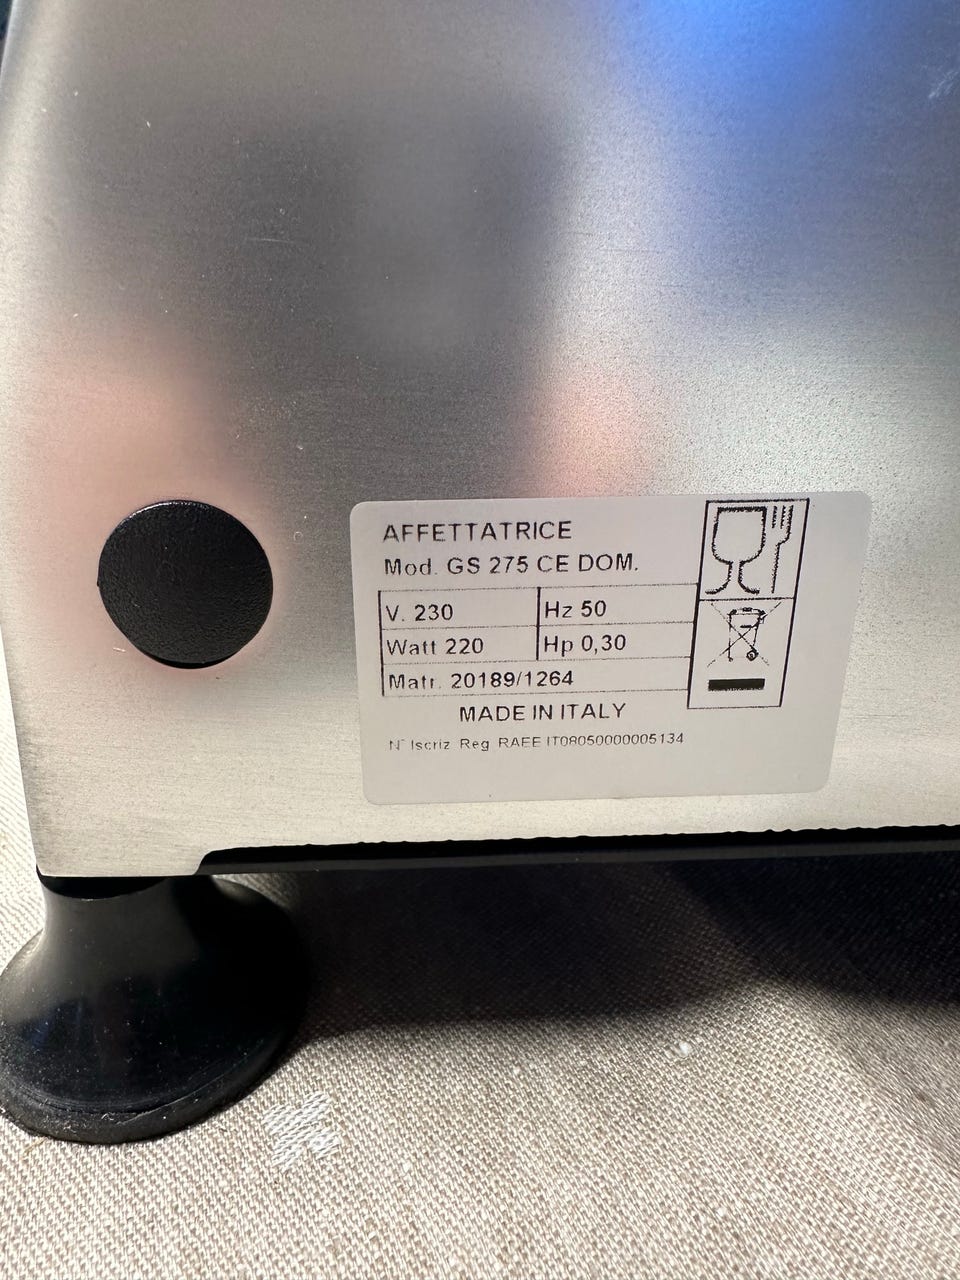 AFFETTATRICE
Mod. GS 275 CE DOM.
V. 230 Hz 50
Watt 220 Hp 0,30
Matr. 20189/1264
MADE IN ITALY
N° Iscriz. Reg. RAEE IT08050000005134